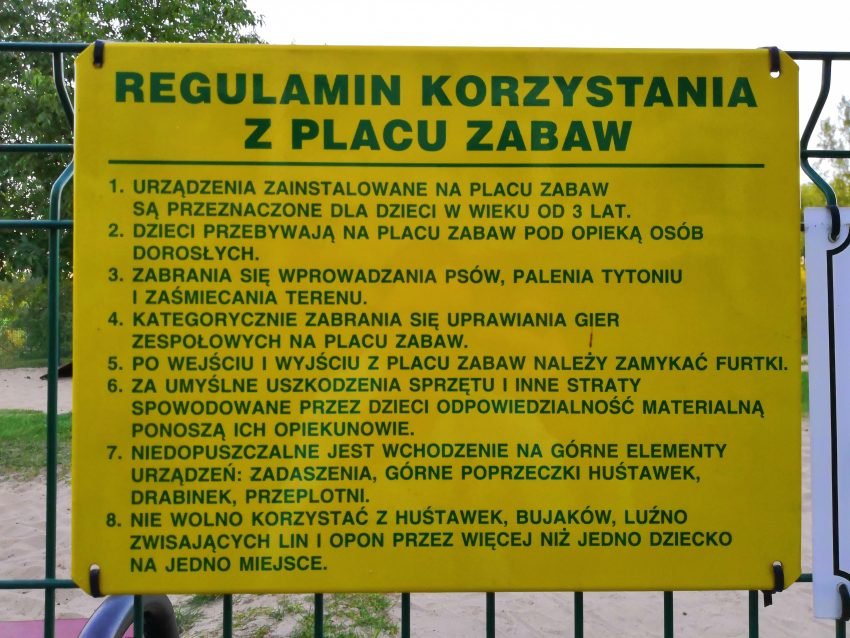 REGULAMIN KORZYSTANIA
Z PLACU ZABAW
1. URZĄDZENIA ZAINSTALOWANE NA PLACU ZABAW
SĄ PRZEZNACZONE DLA DZIECI W WIEKU OD 3 LAT.
2. DZIECI PRZEBYWAJĄ NA PLACU ZABAW POD OPIEKĄ OSÓB
DOROSŁYCH.
3. ZABRANIA SIĘ WPROWADZANIA PSÓW, PALENIA TYTONIU
I ZAŚMIECANIA TERENU.
4. KATEGORYCZNIE ZABRANIA SIĘ UPRAWIANIA GIER
ZESPOŁOWYCH NA PLACU ZABAW.
5. PO WEJŚCIU I WYJŚCIU Z PLACU ZABAW NALEŻY ZAMYKAĆ FURTKI.
6. ZA UMYŚLNE USZKODZENIA SPRZĘTU I INNE STRATY
SPOWODOWANE PRZEZ DZIECI ODPOWIEDZIALNOŚĆ MATERIALNĄ
PONOSZĄ ICH OPIEKUNOWIE.
7. NIEDOPUSZCZALNE JEST WCHODZENIE NA GÓRNE ELEMENTY
URZĄDZEŃ: ZADASZENIA, GÓRNE POPRZECZKI HUŚTAWEK,
DRABINEK, PRZEPLOTNI.
8. NIE WOLNO KORZYSTAĆ Z HUŚTAWEK, BUJAKÓW, LUŹNO
ZWISAJĄCYCH LIN I OPON PRZEZ WIĘCEJ NIŻ JEDNO DZIECKO
NA JEDNO MIEJSCE.